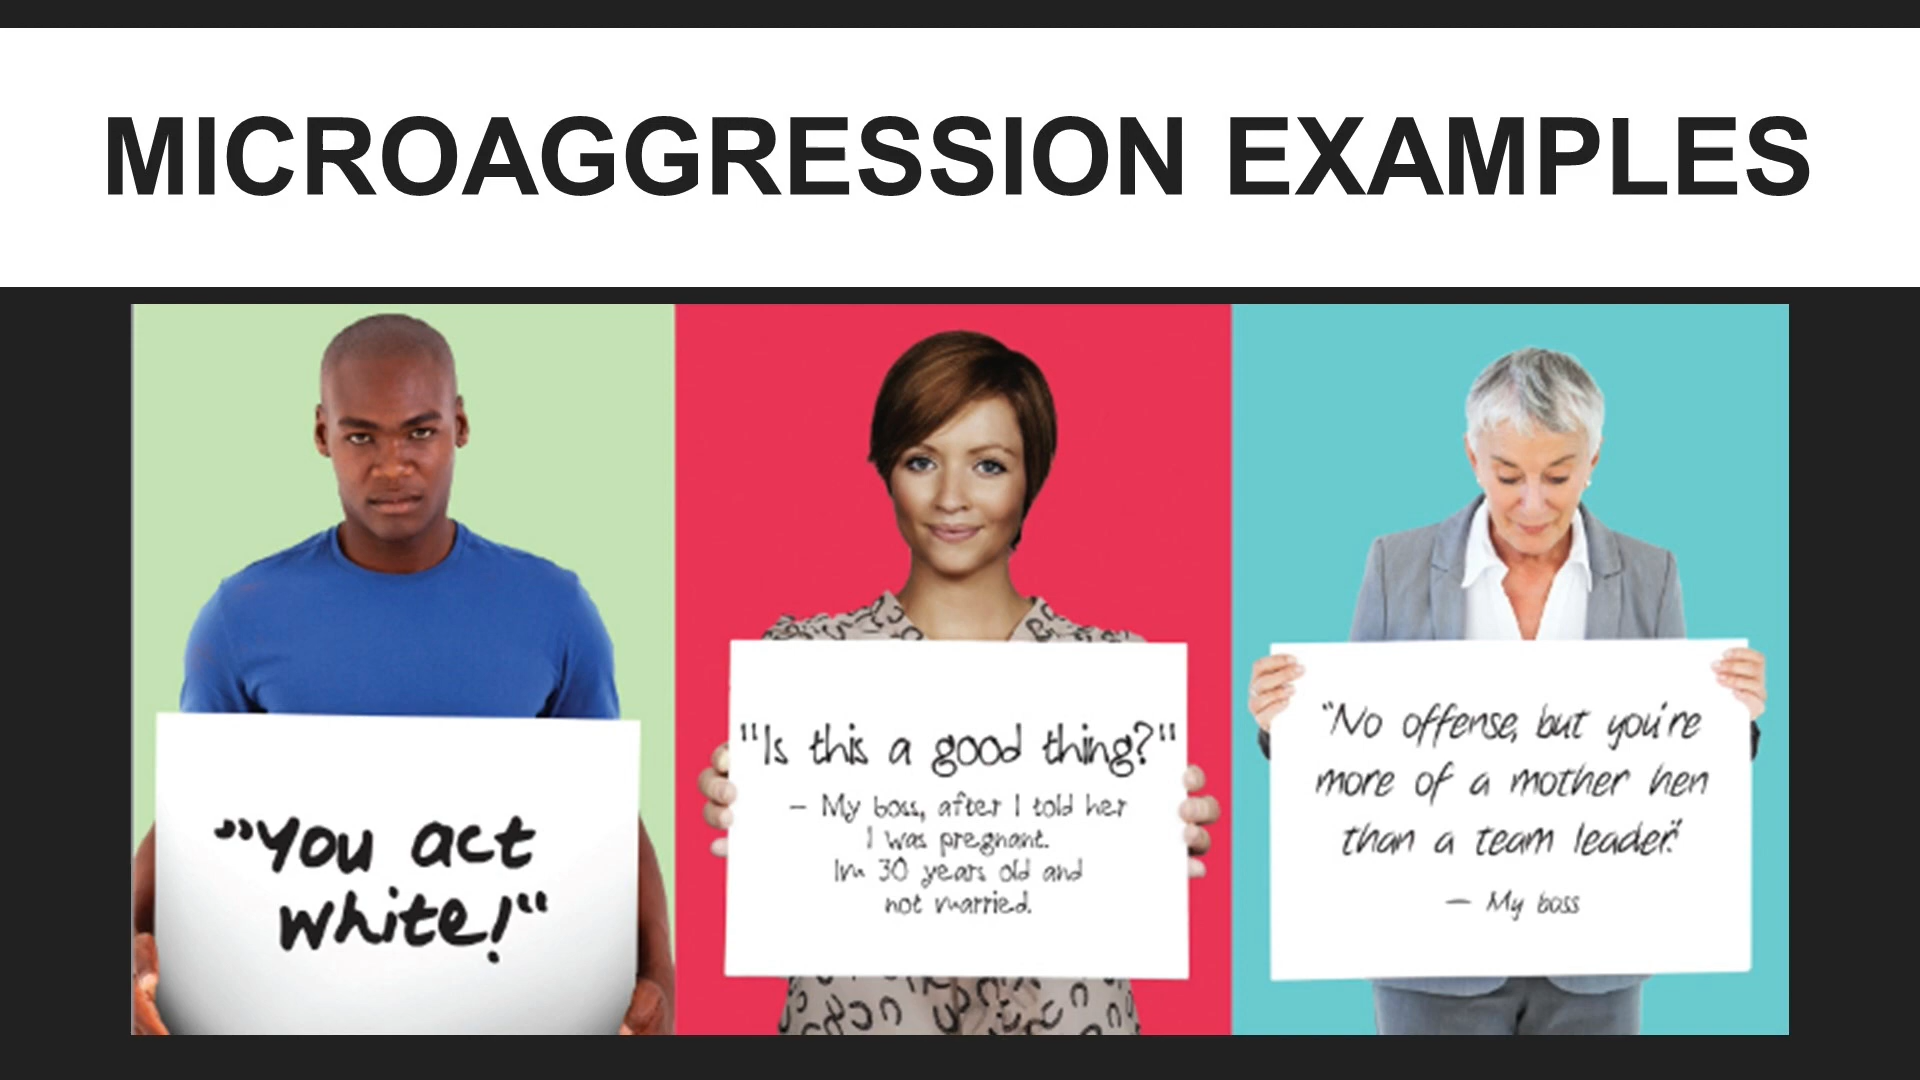 MICROAGGRESSION EXAMPLES
"You act
white!"
"Is this a good thing?"
– My boss, after I told her
I was pregnant.
Im 30 years old and
not married.
"No offense, but you're
more of a mother hen
than a team leader."
– My boss